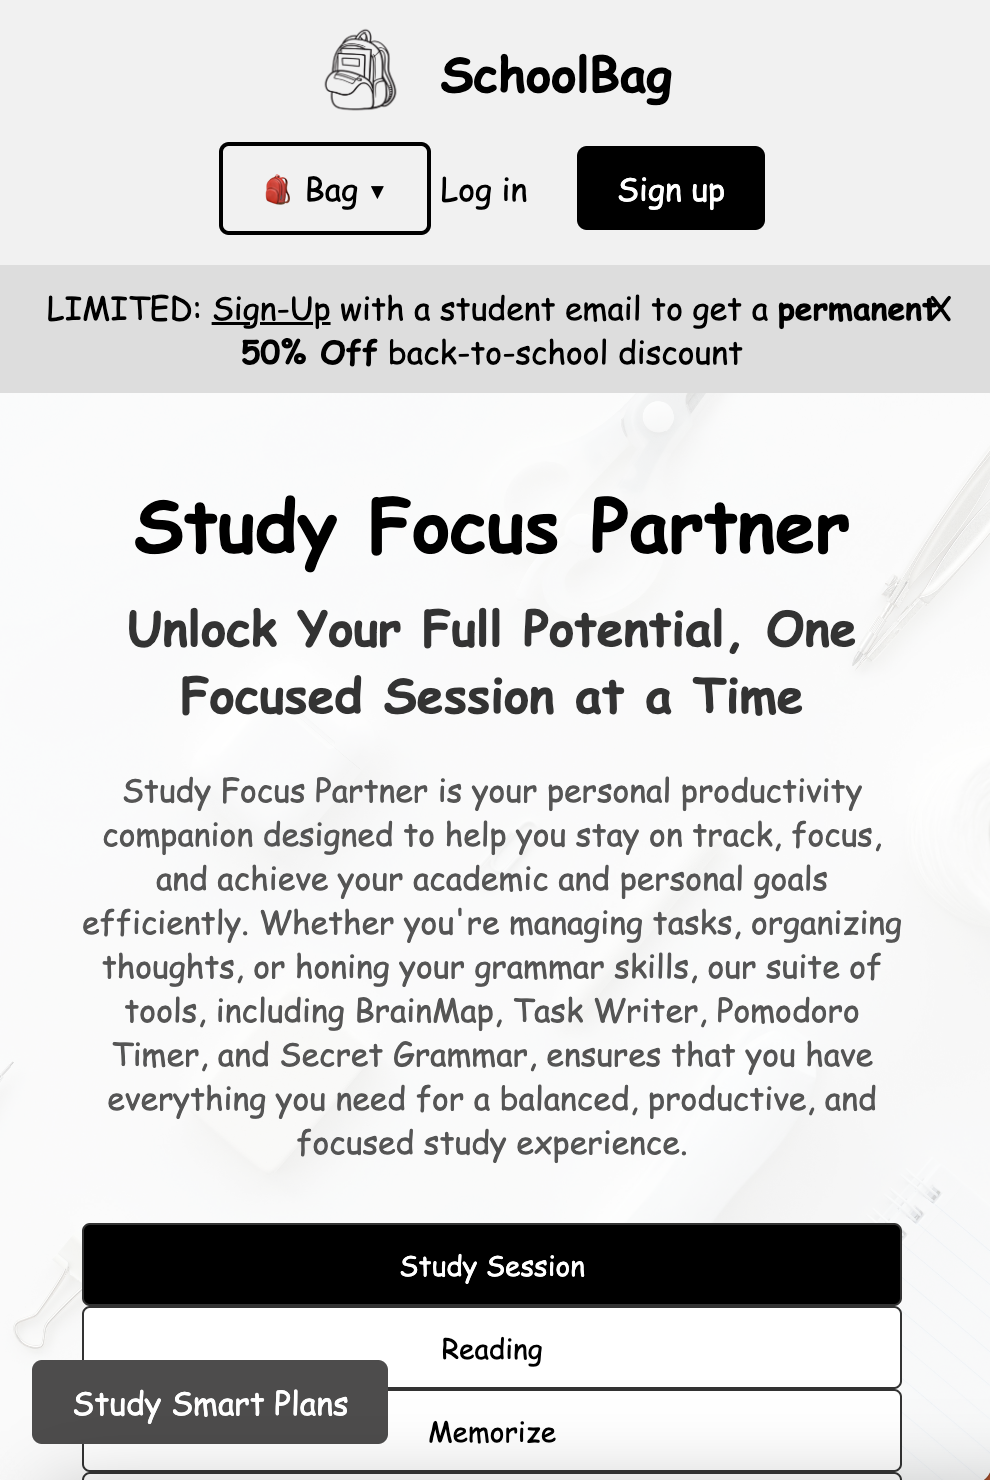 SchoolBag
Bag ▼
Log in
Sign up
LIMITED: Sign-Up with a student email to get a permanent
X
50% Off back-to-school discount
Study Focus Partner
Unlock Your Full Potential, One
Focused Session at a Time
Study Focus Partner is your personal productivity
companion designed to help you stay on track, focus,
and achieve your academic and personal goals
efficiently. Whether you're managing tasks, organizing
thoughts, or honing your grammar skills, our suite of
tools, including BrainMap, Task Writer, Pomodoro
Timer, and Secret Grammar, ensures that you have
everything you need for a balanced, productive, and
focused study experience.
Study Session
Reading
Memorize
Study Smart Plans